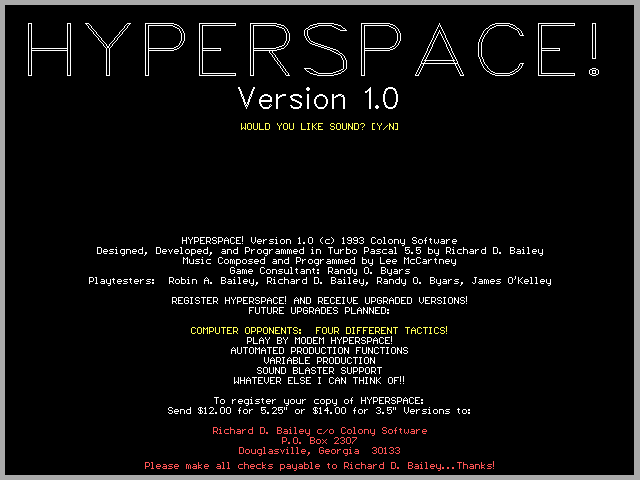 HYPERSPACE!
®
Version 1.0
WOULD YOU LIKE SOUND? [Y/N]
HYPERSPACE! Version 1.0 (c) 1993 Colony Software
Designed, Developed, and Programmed in Turbo Pascal 5.5 by Richard D. Bailey
Music Composed and Programmed by Lee McCartney
Game Consultant: Randy O. Byars
Playtesters:  Robin A. Bailey, Richard D. Bailey, Randy O. Byars, James O'Kelley
REGISTER HYPERSPACE! AND RECEIVE UPGRADED VERSIONS!
FUTURE UPGRADES PLANNED:
COMPUTER OPPONENTS:  FOUR DIFFERENT TACTICS!
PLAY BY MODEM HYPERSPACE!
AUTOMATED PRODUCTION FUNCTIONS
VARIABLE PRODUCTION
SOUND BLASTER SUPPORT
WHATEVER ELSE I CAN THINK OF!!
To register your copy of HYPERSPACE:
Send $12.00 for 5.25" or $14.00 for 3.5" Versions to:
Richard D. Bailey c/o Colony Software
P.O. Box 2307
Douglasville, Georgia  30133
Please make all checks payable to Richard D. Bailey...Thanks!